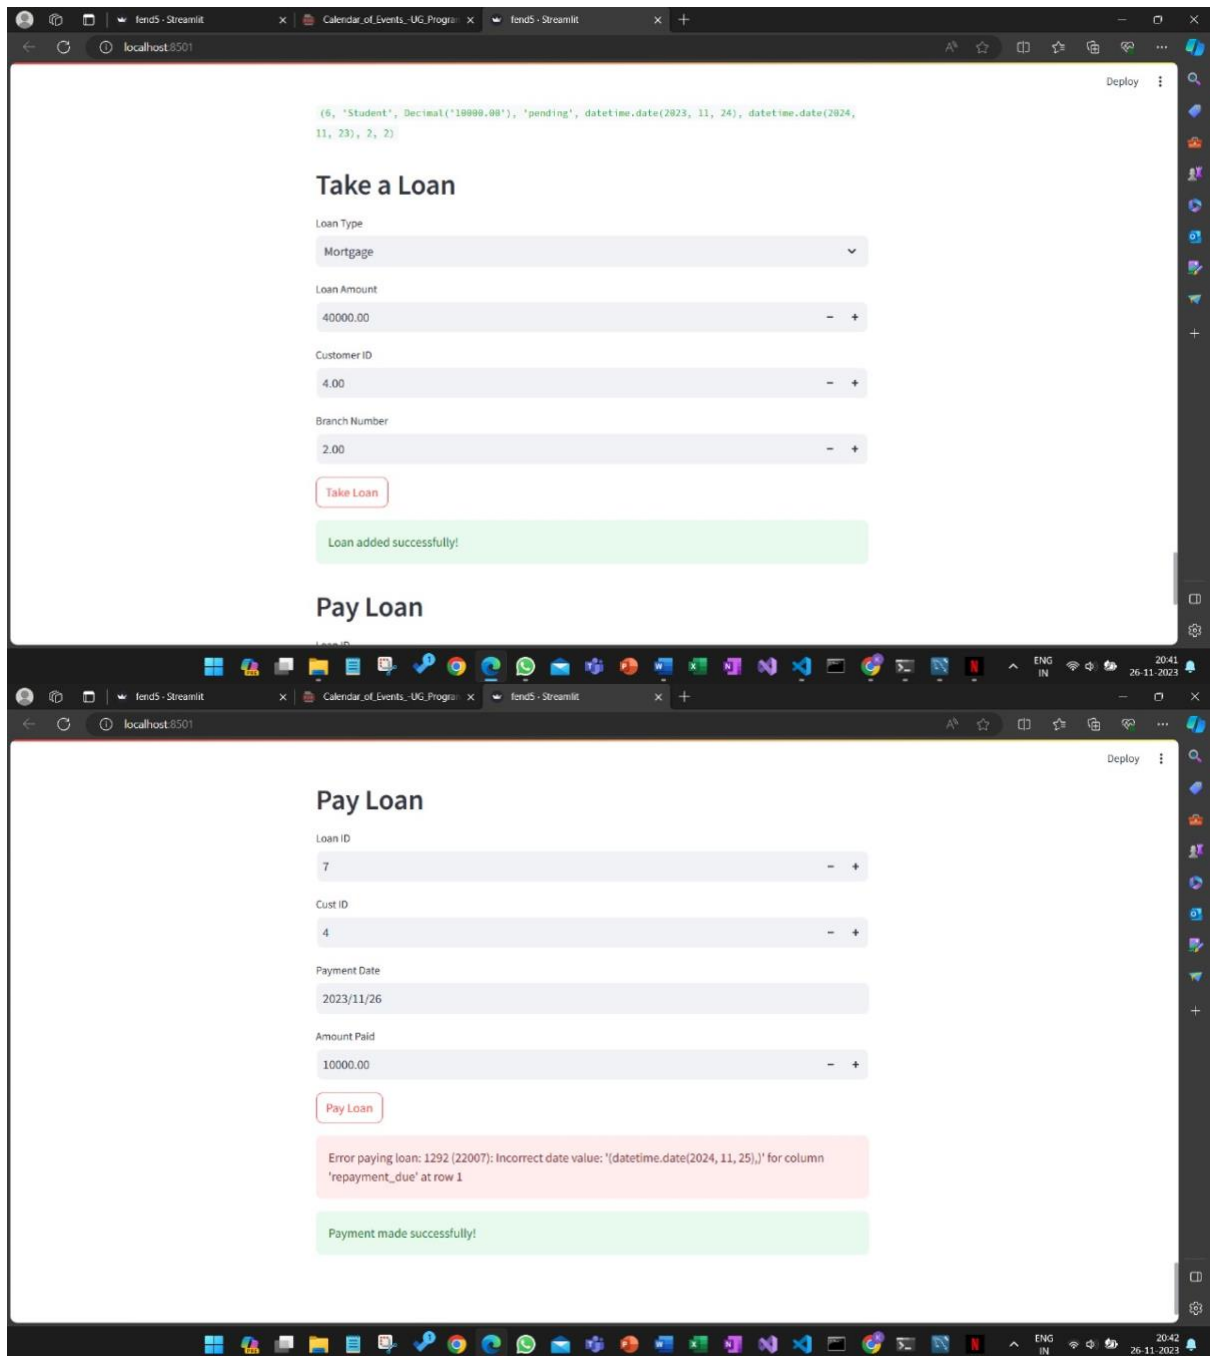 fend5 - Streamlit
Calendar_of_Events_-UG_Progran
fend5 - Streamlit
localhost:8501
Deploy
(6, 'Student', Decimal('10000.00'), 'pending', datetime.date(2023, 11, 24), datetime.date(2024,
11, 23), 2, 2)
Take a Loan
Loan Type
Mortgage
Loan Amount
40000.00
Customer ID
4.00
Branch Number
2.00
Take Loan
Loan added successfully!
Pay Loan
Loan ID
ENG
IN
20:41
26-11-2023
fend5 - Streamlit
Calendar_of_Events_-UG_Progran
fend5 - Streamlit
localhost:8501
Deploy
Pay Loan
Loan ID
7
Cust ID
4
Payment Date
2023/11/26
Amount Paid
10000.00
Pay Loan
Error paying loan: 1292 (22007): Incorrect date value: '(datetime.date(2024, 11, 25),)' for column
'repayment_due' at row 1
Payment made successfully!
ENG
IN
20:42
26-11-2023